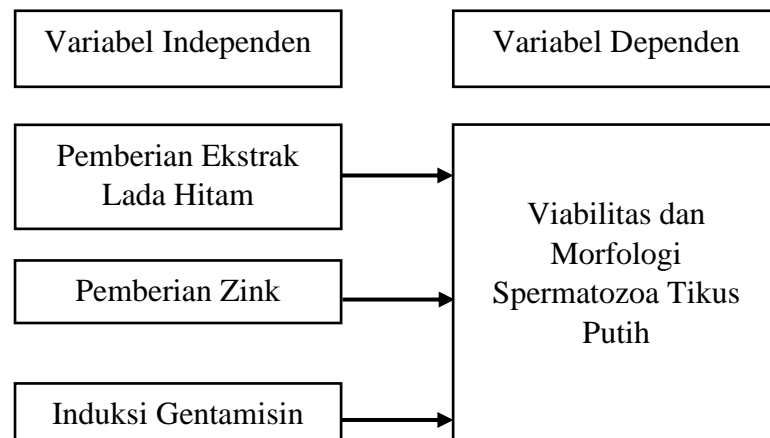 Variabel Independen
Variabel Dependen
Pemberian Ekstrak
Lada Hitam
Pemberian Zink
Induksi Gentamisin
Viabilitas dan
Morfologi
Spermatozoa Tikus
Putih